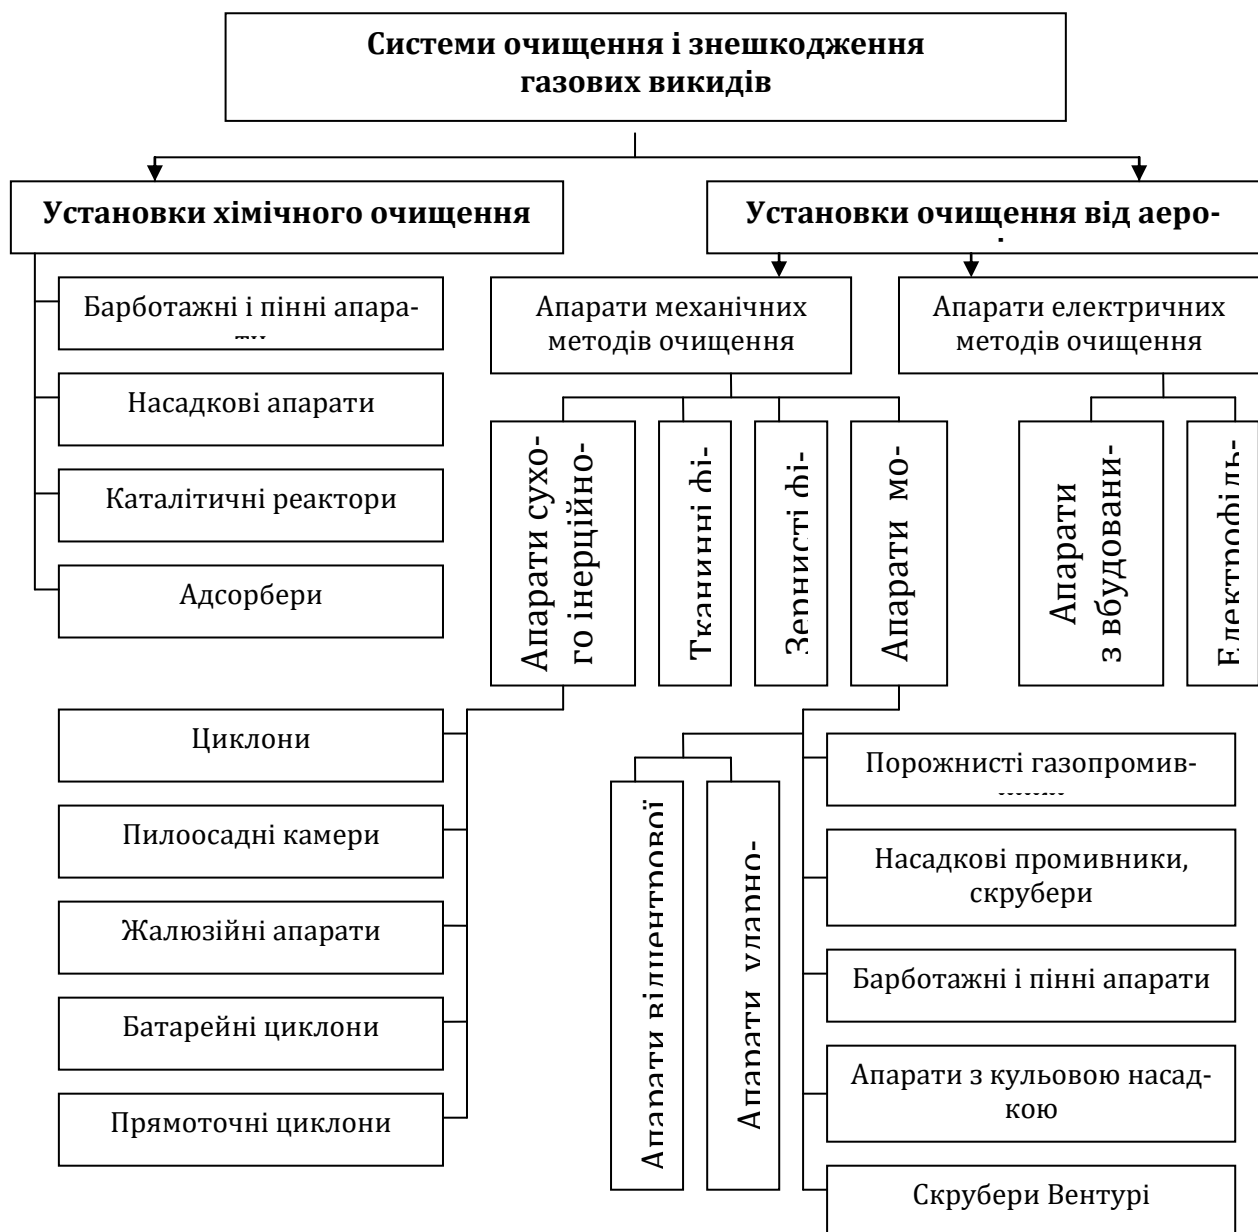 Системи очищення і знешкодження
газових викидів
Установки хімічного очищення
Установки очищення від аеро-
Барботажні і пінні апара-
ти
Насадкові апарати
Каталітичні реактори
Адсорбери
Апарати механічних
методів очищення
Апарати електричних
методів очищення
Апарати сухо-
го інерційно-
Тканинні фі-
Зернисті фі-
Апарати мо-
Апарати
з вбудовани-
Електрофіль-
Циклони
Пилоосадні камери
Жалюзійні апарати
Батарейні циклони
Прямоточні циклони
Апарати відцентрової
Апарати ударно-
Порожнисті газопромив-
Насадкові промивники,
скрубери
Барботажні і пінні апарати
Апарати з кульовою насад-
кою
Скрубери Вентурі